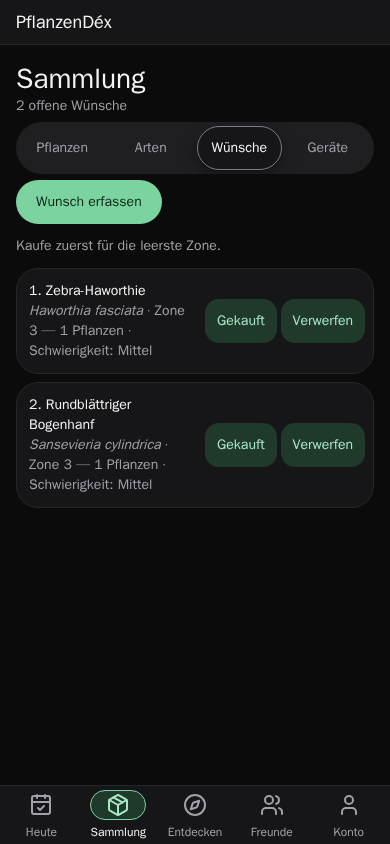 PflanzenDéx
Sammlung
2 offene Wünsche
Pflanzen Arten Wünsche Geräte
Wunsch erfassen
Kaufe zuerst für die leerste Zone.
1. Zebra-Haworthie
Haworthia fasciata · Zone
3 — 1 Pflanzen ·
Schwierigkeit: Mittel
Gekauft Verwerfen
2. Rundblättriger
Bogenhanf
Sansevieria cylindrica ·
Zone 3 — 1 Pflanzen ·
Schwierigkeit: Mittel
Gekauft Verwerfen
Heute Sammlung Entdecken Freunde Konto